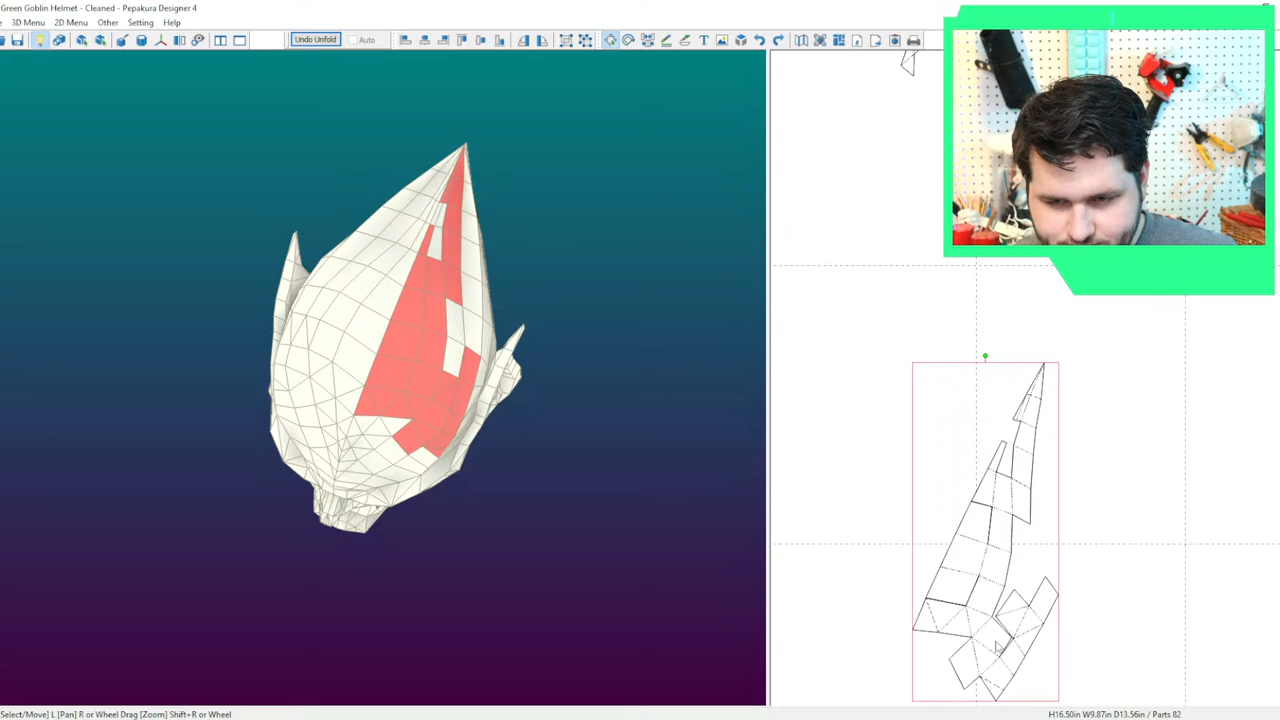 Green Goblin Helmet - Cleaned - Pepakura Designer 4
3D Menu 2D Menu Other Setting Help
Undo Unfold Auto
Select/Move] L [Pan] R or Wheel Drag [Zoom] Shift+R or Wheel
H16.50in W9.87in D13.56in / Parts 82